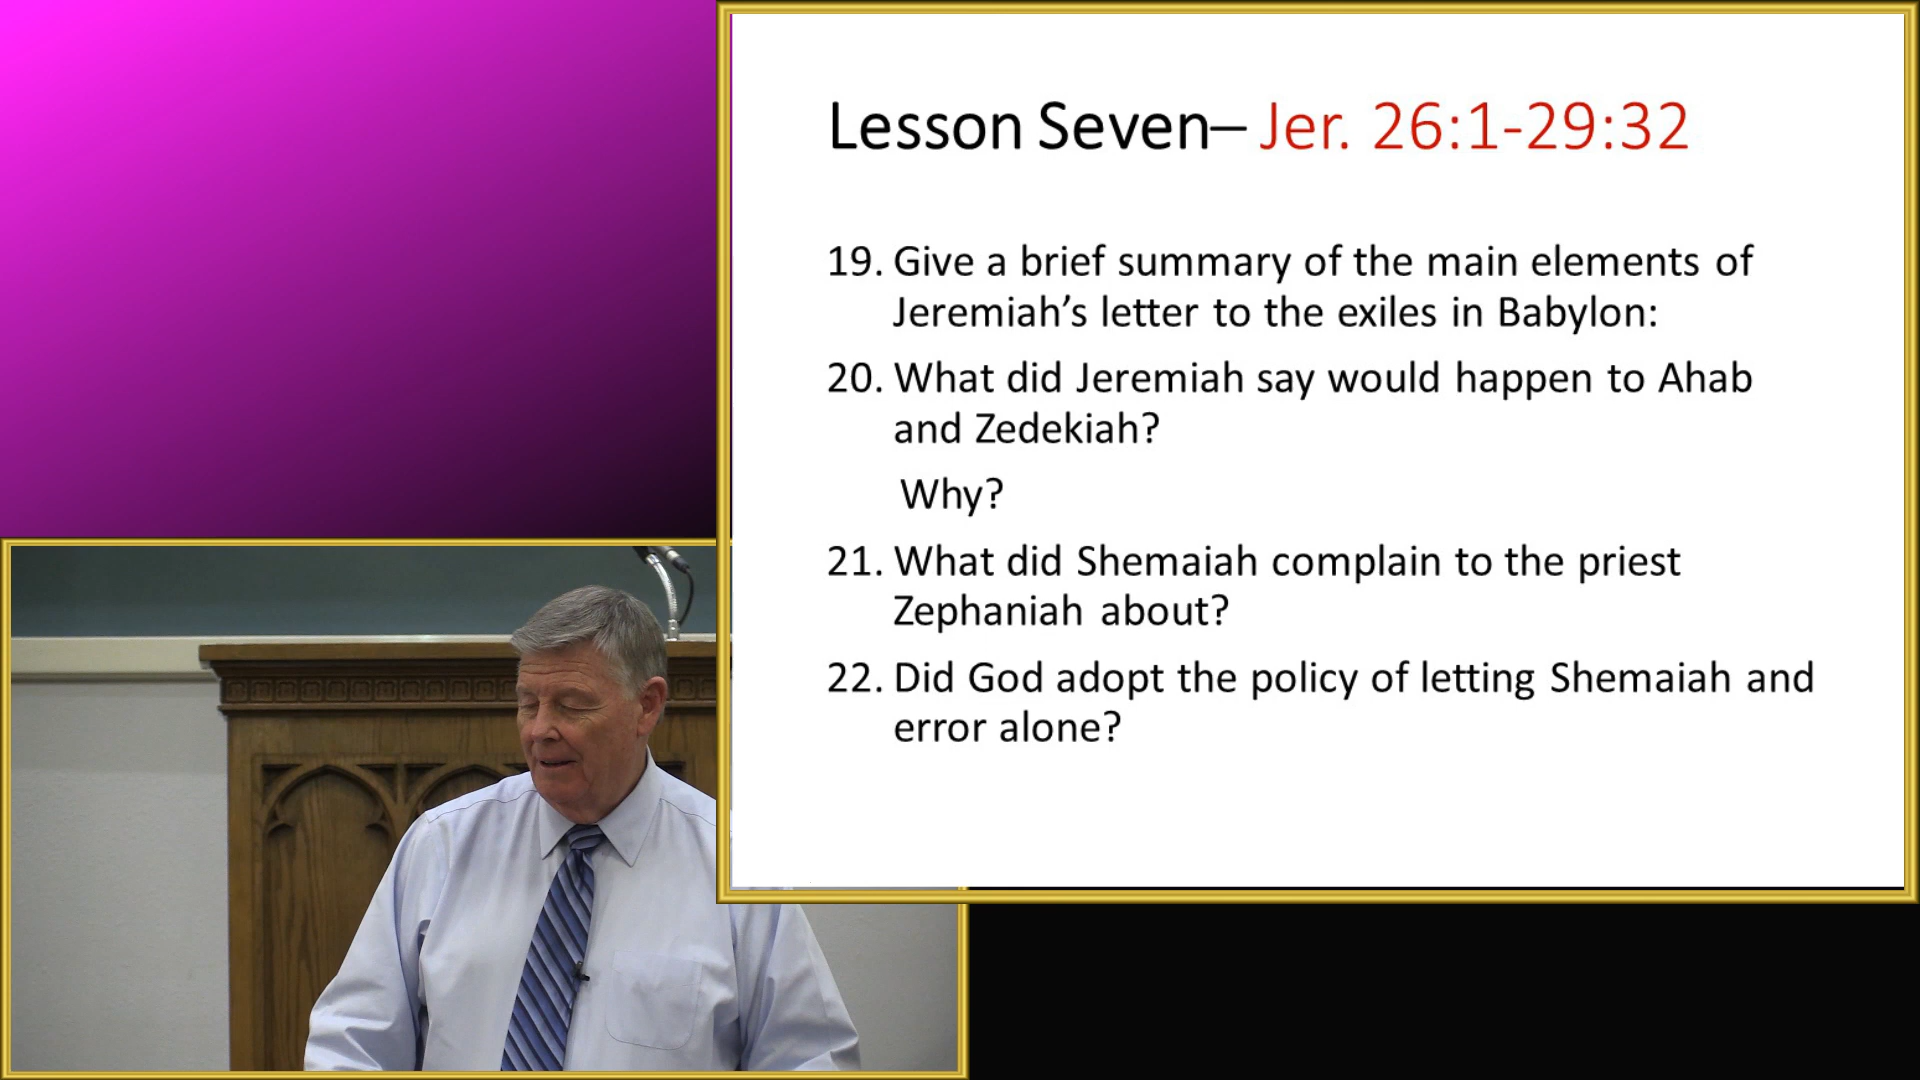 Lesson Seven– Jer. 26:1-29:32
19. Give a brief summary of the main elements of
Jeremiah’s letter to the exiles in Babylon:
20. What did Jeremiah say would happen to Ahab
and Zedekiah?
Why?
21. What did Shemaiah complain to the priest
Zephaniah about?
22. Did God adopt the policy of letting Shemaiah and
error alone?